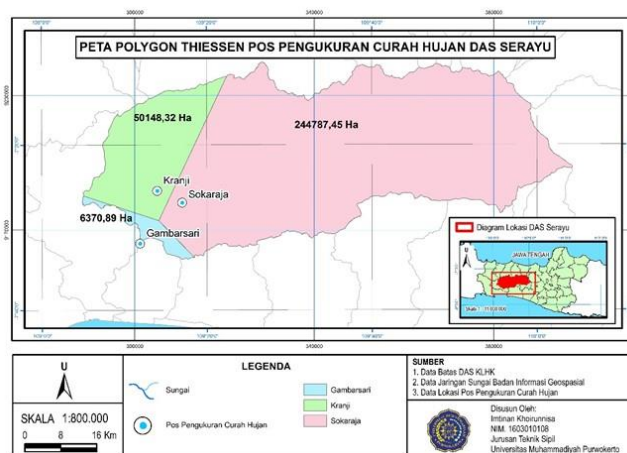 PETA POLYGON THIESSEN POS PENGUKURAN CURAH HUJAN DAS SERAYU
50148,32 Ha
244787,45 Ha
Kranji
Sokaraja
6370,89 Ha
Gambarsari
Diagram Lokasi DAS Serayu
JAWA TENGAH
U
SKALA 1:800.000
0 8 16 Km
LEGENDA
Sungai
Pos Pengukuran Curah Hujan
Gambarsari
Kranji
Sokaraja
SUMBER
1. Data Batas DAS KLHK
2. Data Jaringan Sungai Badan Informasi Geospasial
3. Data Lokasi Pos Pengukuran Curah Hujan
Disusun Oleh:
Imtinan Khoirunnisa
NIM. 1603010108
Jurusan Teknik Sipil
Universitas Muhammadiyah Purwokerto